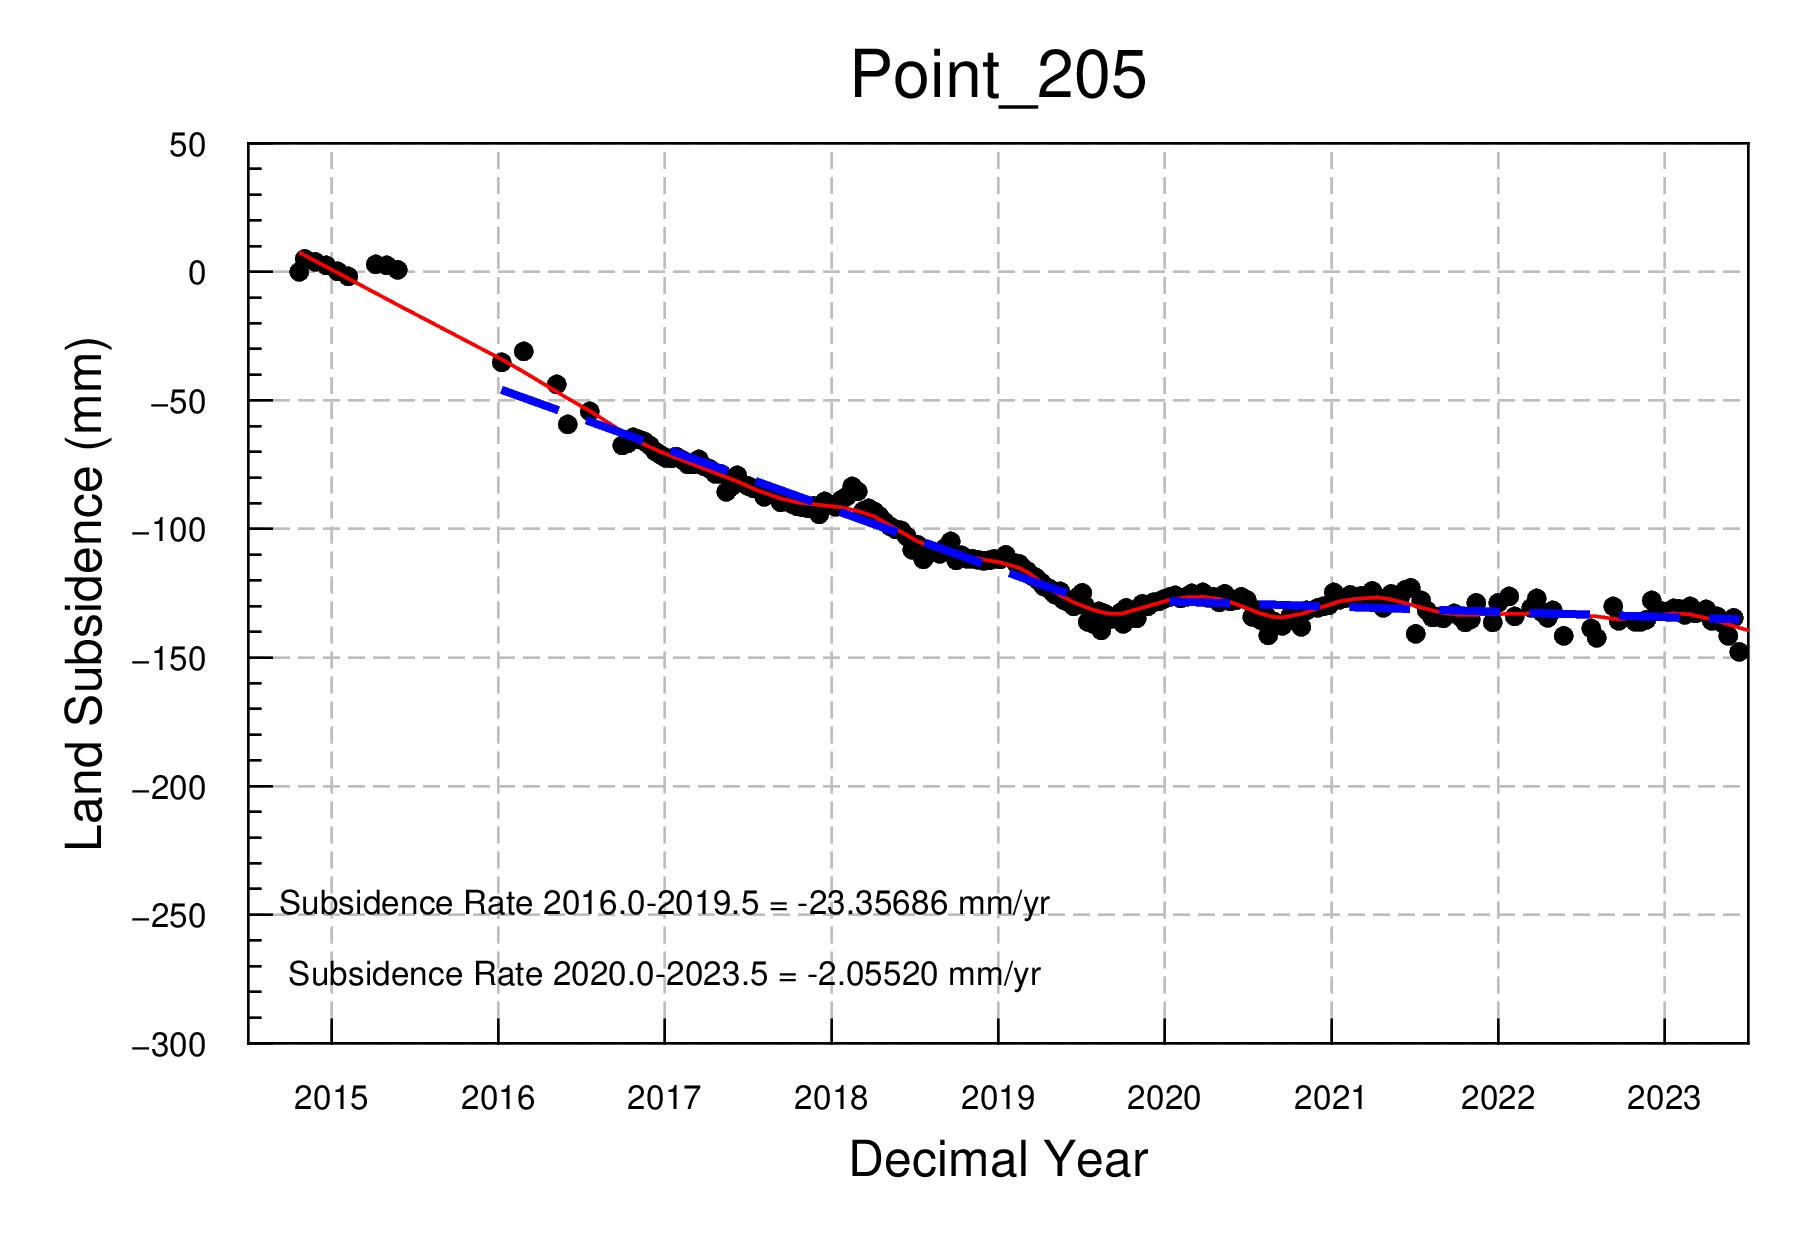 Point_205
50
0
−50
−100
−150
−200
−250
−300
Land Subsidence (mm)
Subsidence Rate 2016.0-2019.5 = -23.35686 mm/yr
Subsidence Rate 2020.0-2023.5 = -2.05520 mm/yr
2015 2016 2017 2018 2019 2020 2021 2022 2023
Decimal Year